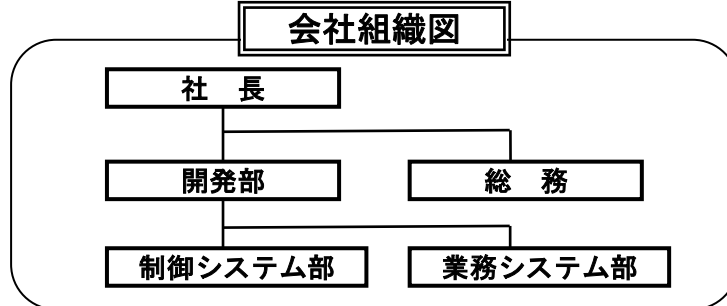 会社組織図
社　長
開発部
総　務
制御システム部
業務システム部